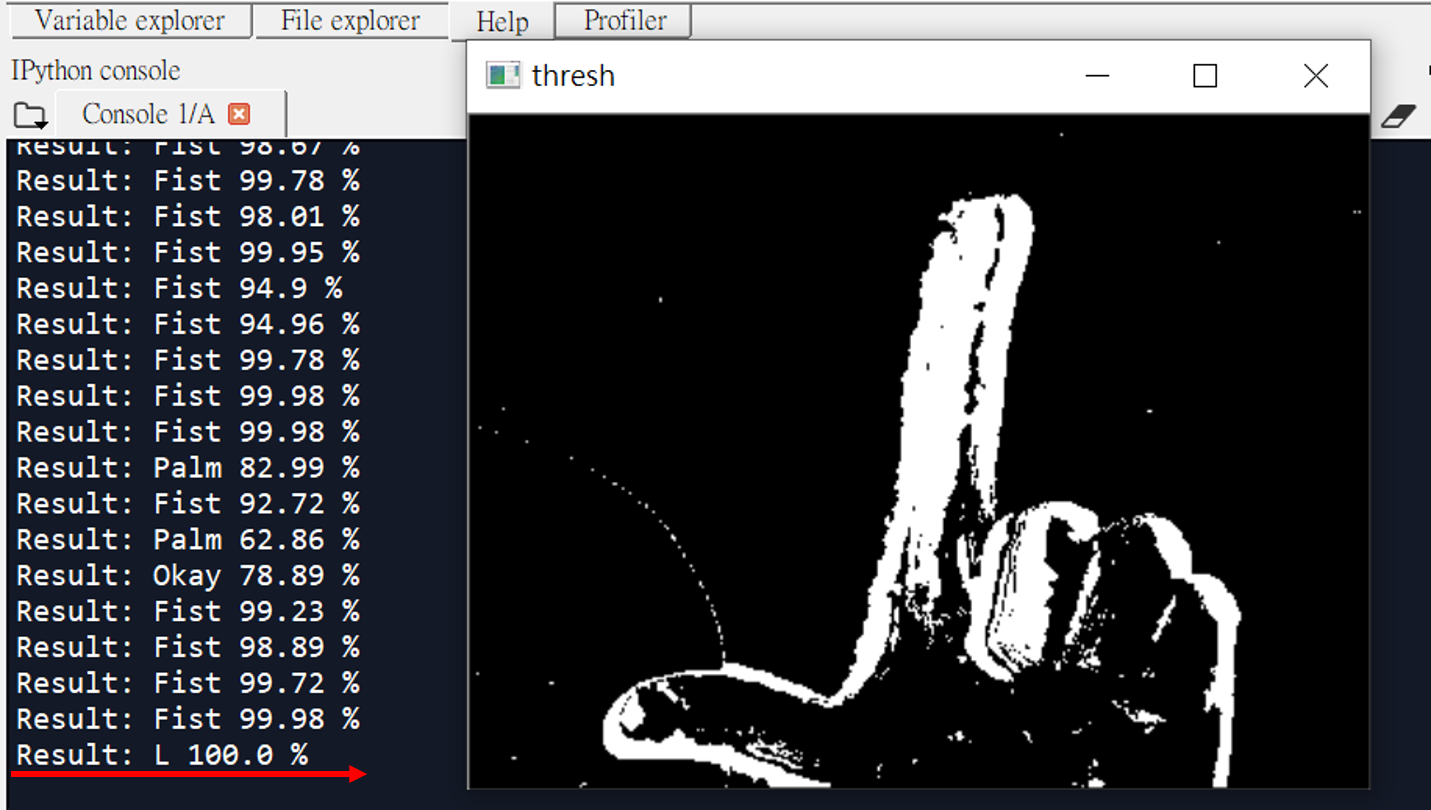 Variable explorer File explorer Help Profiler
IPython console
thresh
Console 1/A
Result: Fist 98.67 %
Result: Fist 99.78 %
Result: Fist 98.01 %
Result: Fist 99.95 %
Result: Fist 94.9 %
Result: Fist 94.96 %
Result: Fist 99.78 %
Result: Fist 99.98 %
Result: Fist 99.98 %
Result: Palm 82.99 %
Result: Fist 92.72 %
Result: Palm 62.86 %
Result: Okay 78.89 %
Result: Fist 99.23 %
Result: Fist 98.89 %
Result: Fist 99.72 %
Result: Fist 99.98 %
Result: L 100.0 %